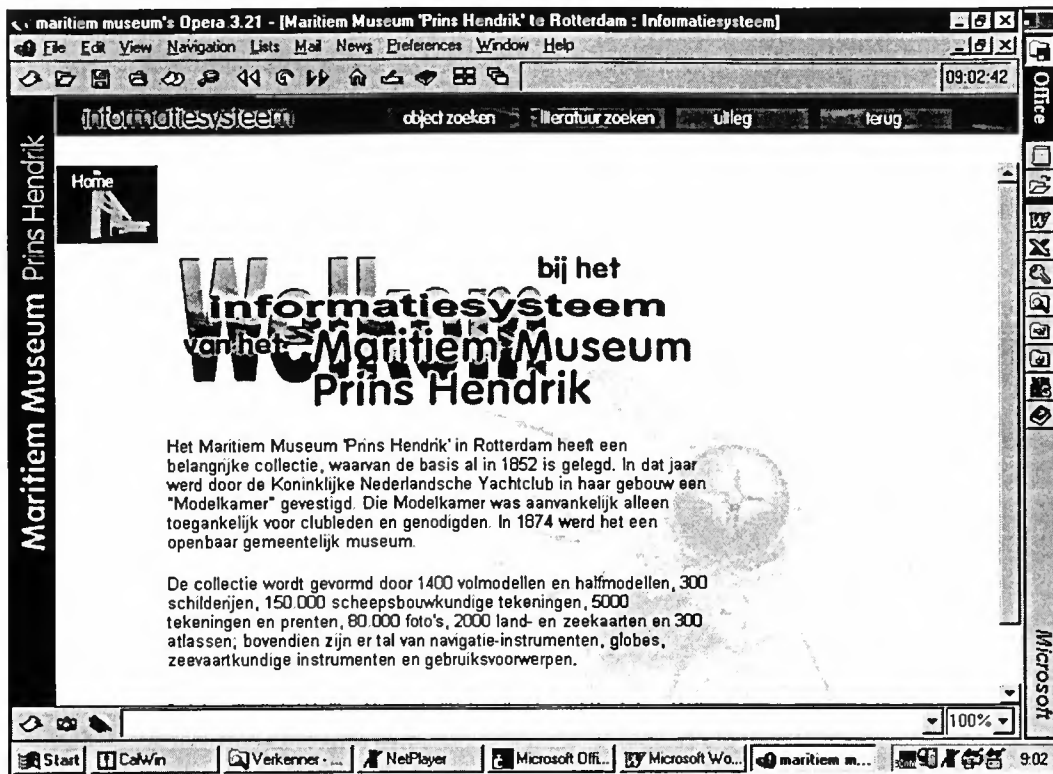 maritiem museum's Opera 3.21 - [Maritiem Museum 'Prins Hendrik' te Rotterdam : Informatiesysteem]
File Edit View Navigation Lists Mail News Preferences Window Help
09:02:42
Office
informatiesysteem object zoeken literatuur zoeken uitleg terug
Maritiem Museum Prins Hendrik
Home
Welkom bij het
informatiesysteem
van het Maritiem Museum
Prins Hendrik
Het Maritiem Museum 'Prins Hendrik' in Rotterdam heeft een
belangrijke collectie, waarvan de basis al in 1852 is gelegd. In dat jaar
werd door de Koninklijke Nederlandsche Yachtclub in haar gebouw een
"Modelkamer" gevestigd. Die Modelkamer was aanvankelijk alleen
toegankelijk voor clubleden en genodigden. In 1874 werd het een
openbaar gemeentelijk museum.
De collectie wordt gevormd door 1400 volmodellen en halfmodellen, 300
schilderijen, 150.000 scheepsbouwkundige tekeningen, 5000
tekeningen en prenten, 80.000 foto's, 2000 land- en zeekaarten en 300
atlassen; bovendien zijn er tal van navigatie-instrumenten, globes,
zeevaartkundige instrumenten en gebruiksvoorwerpen.
Microsoft
100%
Start CalWin Verkenner - ... NetPlayer Microsoft Offi... Microsoft Wo... maritiem m... 9:02